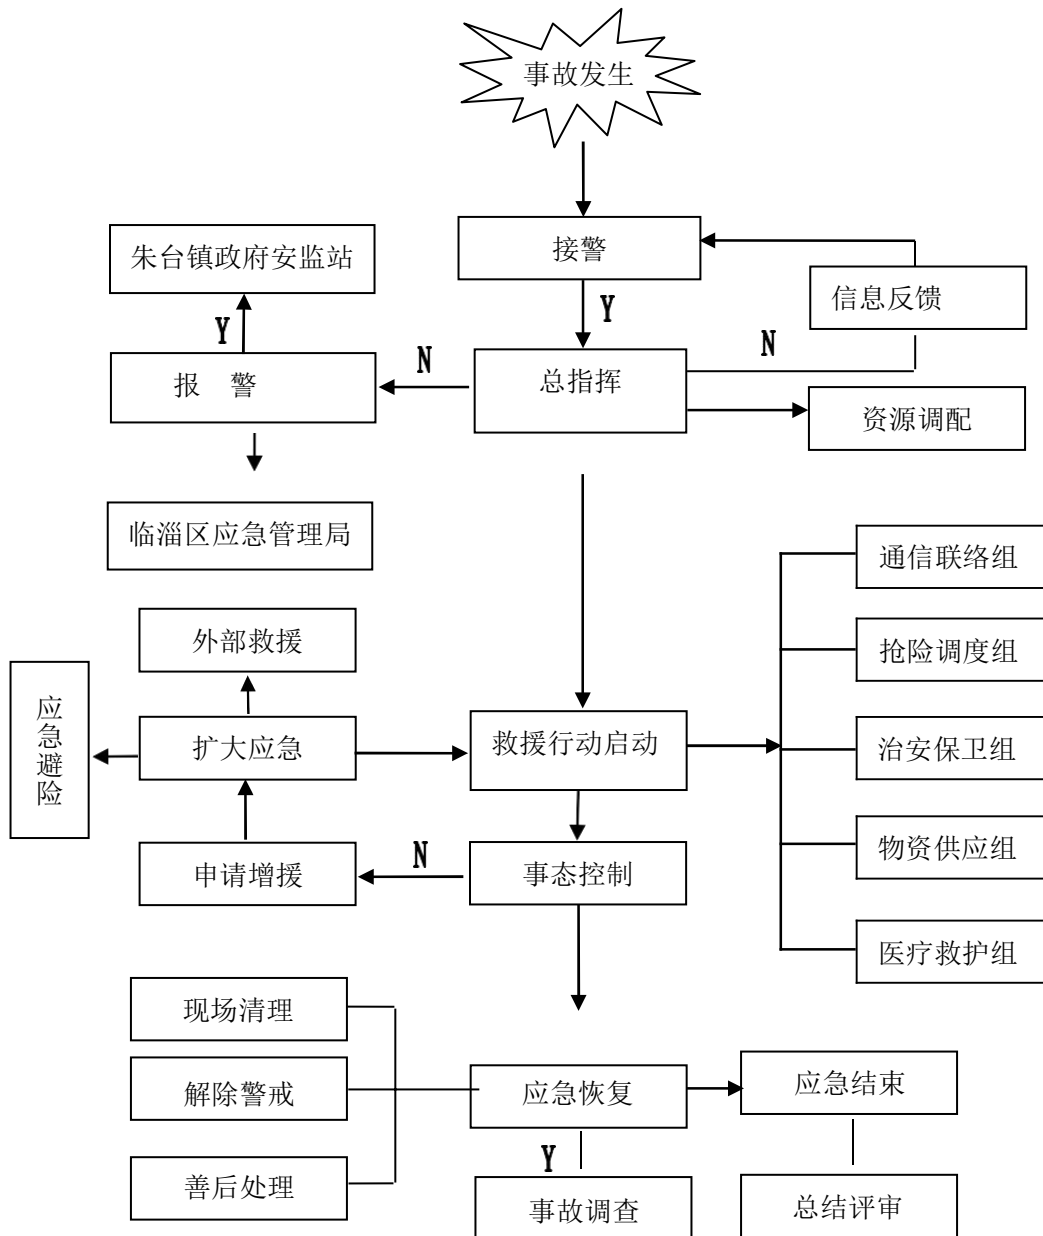 事故发生
接警
朱台镇政府安监站
信息反馈
Y
Y
N
N
总指挥
报 警
资源调配
临淄区应急管理局
通信联络组
外部救援
抢险调度组
应急避险
扩大应急
救援行动启动
治安保卫组
物资供应组
N
申请增援
事态控制
医疗救护组
现场清理
解除警戒
应急恢复
应急结束
Y
善后处理
事故调查
总结评审